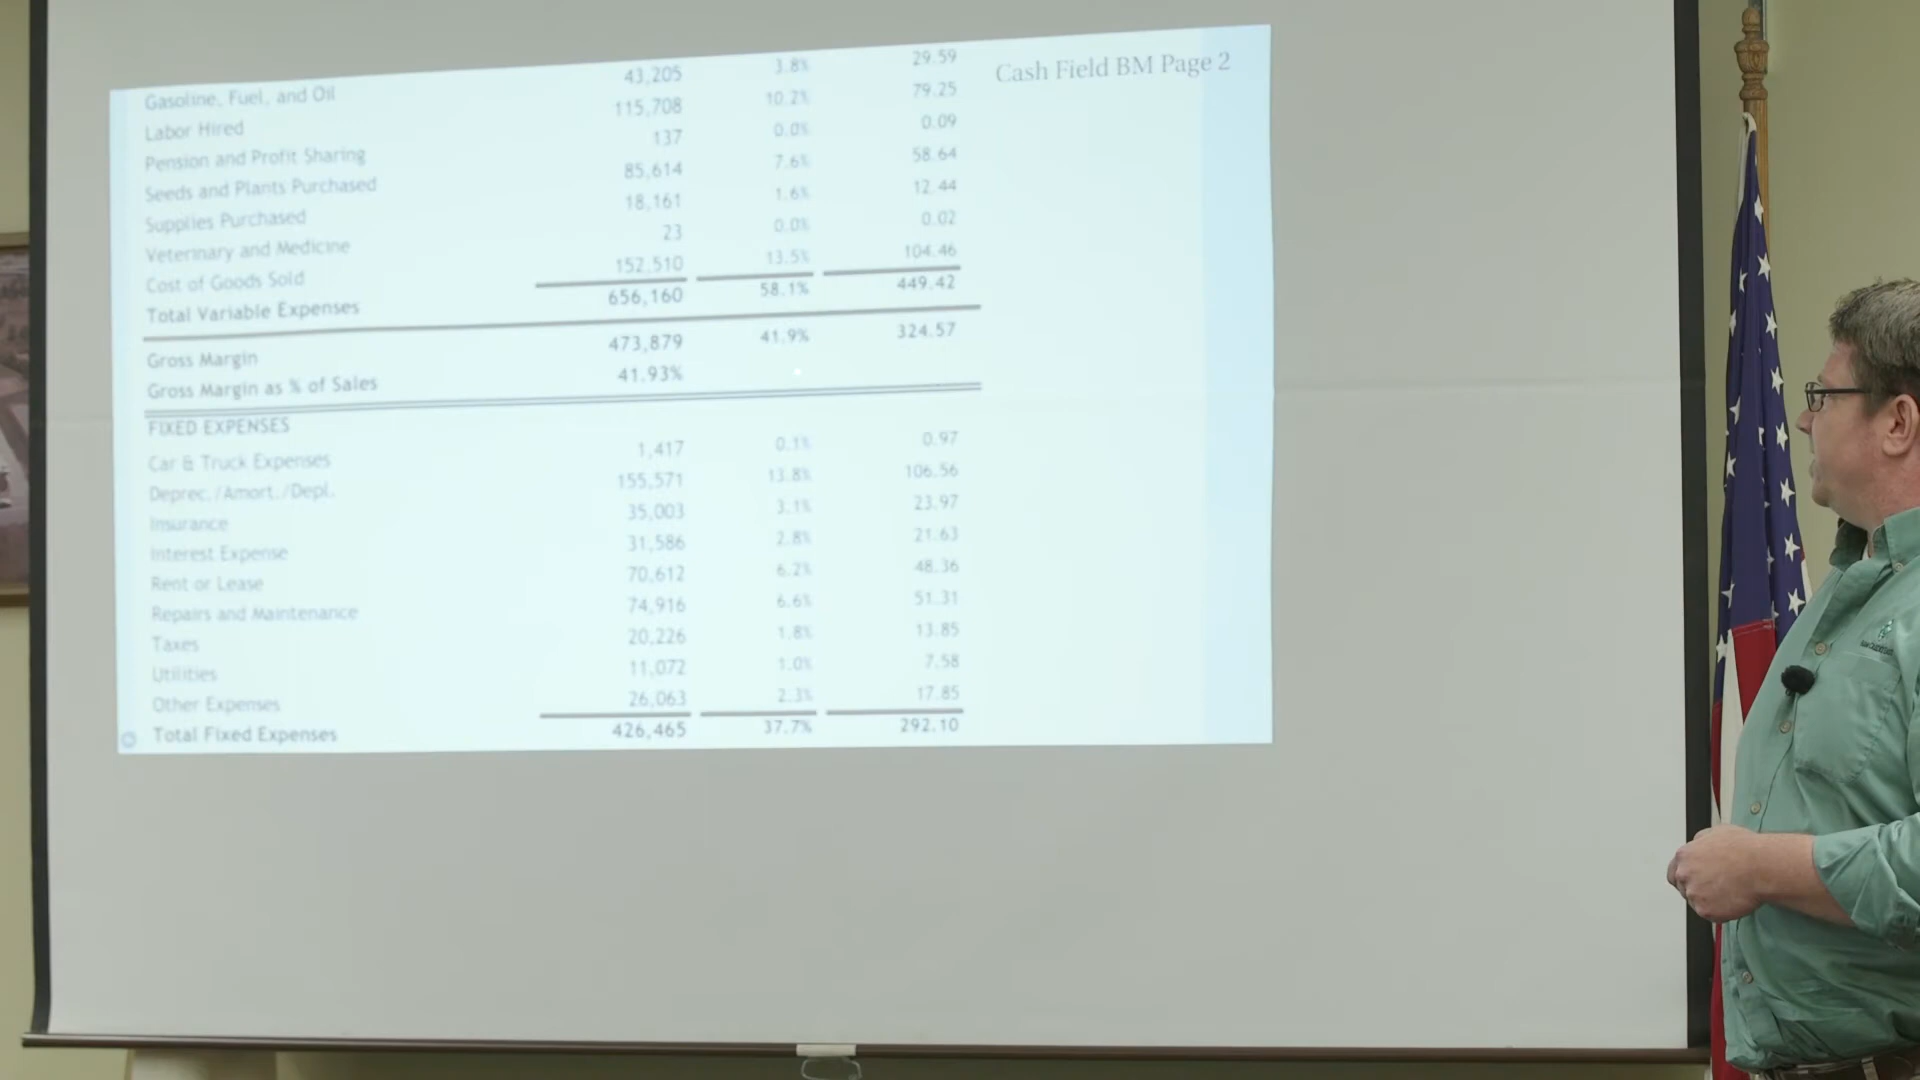 Cash Field BM Page 2
Gasoline, Fuel, and Oil 43,205 3.8% 29.59
Labor Hired 115,708 10.2% 79.25
Pension and Profit Sharing 137 0.0% 0.09
Seeds and Plants Purchased 85,614 7.6% 58.64
Supplies Purchased 18,161 1.6% 12.44
Veterinary and Medicine 23 0.0% 0.02
Cost of Goods Sold 152,510 13.5% 104.46
Total Variable Expenses 656,160 58.1% 449.42
Gross Margin 473,879 41.9% 324.57
Gross Margin as % of Sales 41.93%
FIXED EXPENSES
Car & Truck Expenses 1,417 0.1% 0.97
Deprec./Amort./Depl. 155,571 13.8% 106.56
Insurance 35,003 3.1% 23.97
Interest Expense 31,586 2.8% 21.63
Rent or Lease 70,612 6.2% 48.36
Repairs and Maintenance 74,916 6.6% 51.31
Taxes 20,226 1.8% 13.85
Utilities 11,072 1.0% 7.58
Other Expenses 26,063 2.3% 17.85
Total Fixed Expenses 426,465 37.7% 292.10